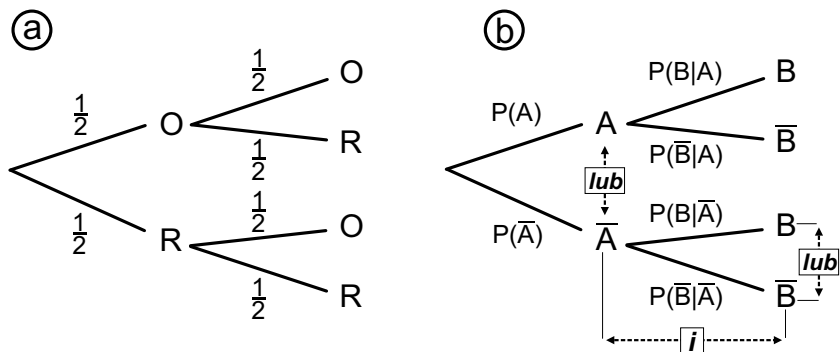 a
1/2
O
1/2
O
1/2
R
1/2
R
1/2
O
1/2
R
b
P(A)
A
P(B|A)
B
P(B̅|A)
B̅
lub
P(A̅)
A̅
P(B|A̅)
B
P(B̅|A̅)
B̅
lub
i